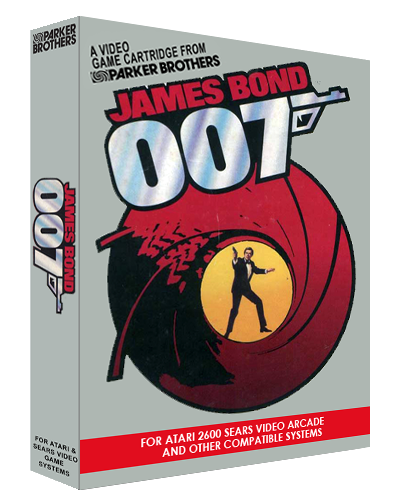 PARKER
BROTHERS
JAMES BOND
007
FOR ATARI &
SEARS VIDEO
GAME
SYSTEMS
A VIDEO
GAME CARTRIDGE FROM
PARKER BROTHERS
JAMES BOND
007
FOR ATARI 2600 SEARS VIDEO ARCADE
AND OTHER COMPATIBLE SYSTEMS